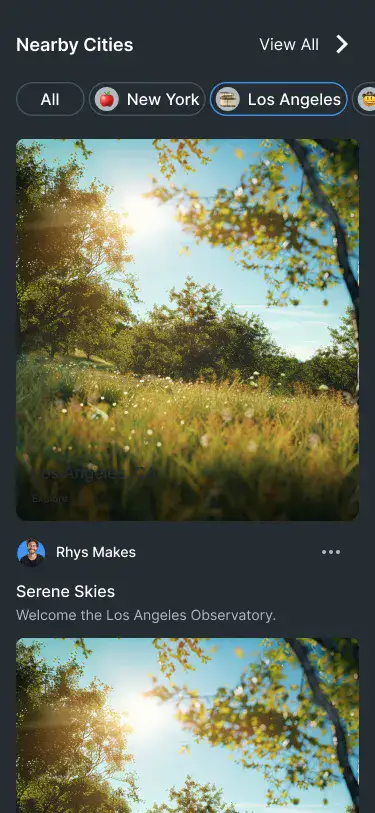 Nearby Cities
View All
All
New York
Los Angeles
Los Angeles
Explore
Rhys Makes
Serene Skies
Welcome the Los Angeles Observatory.